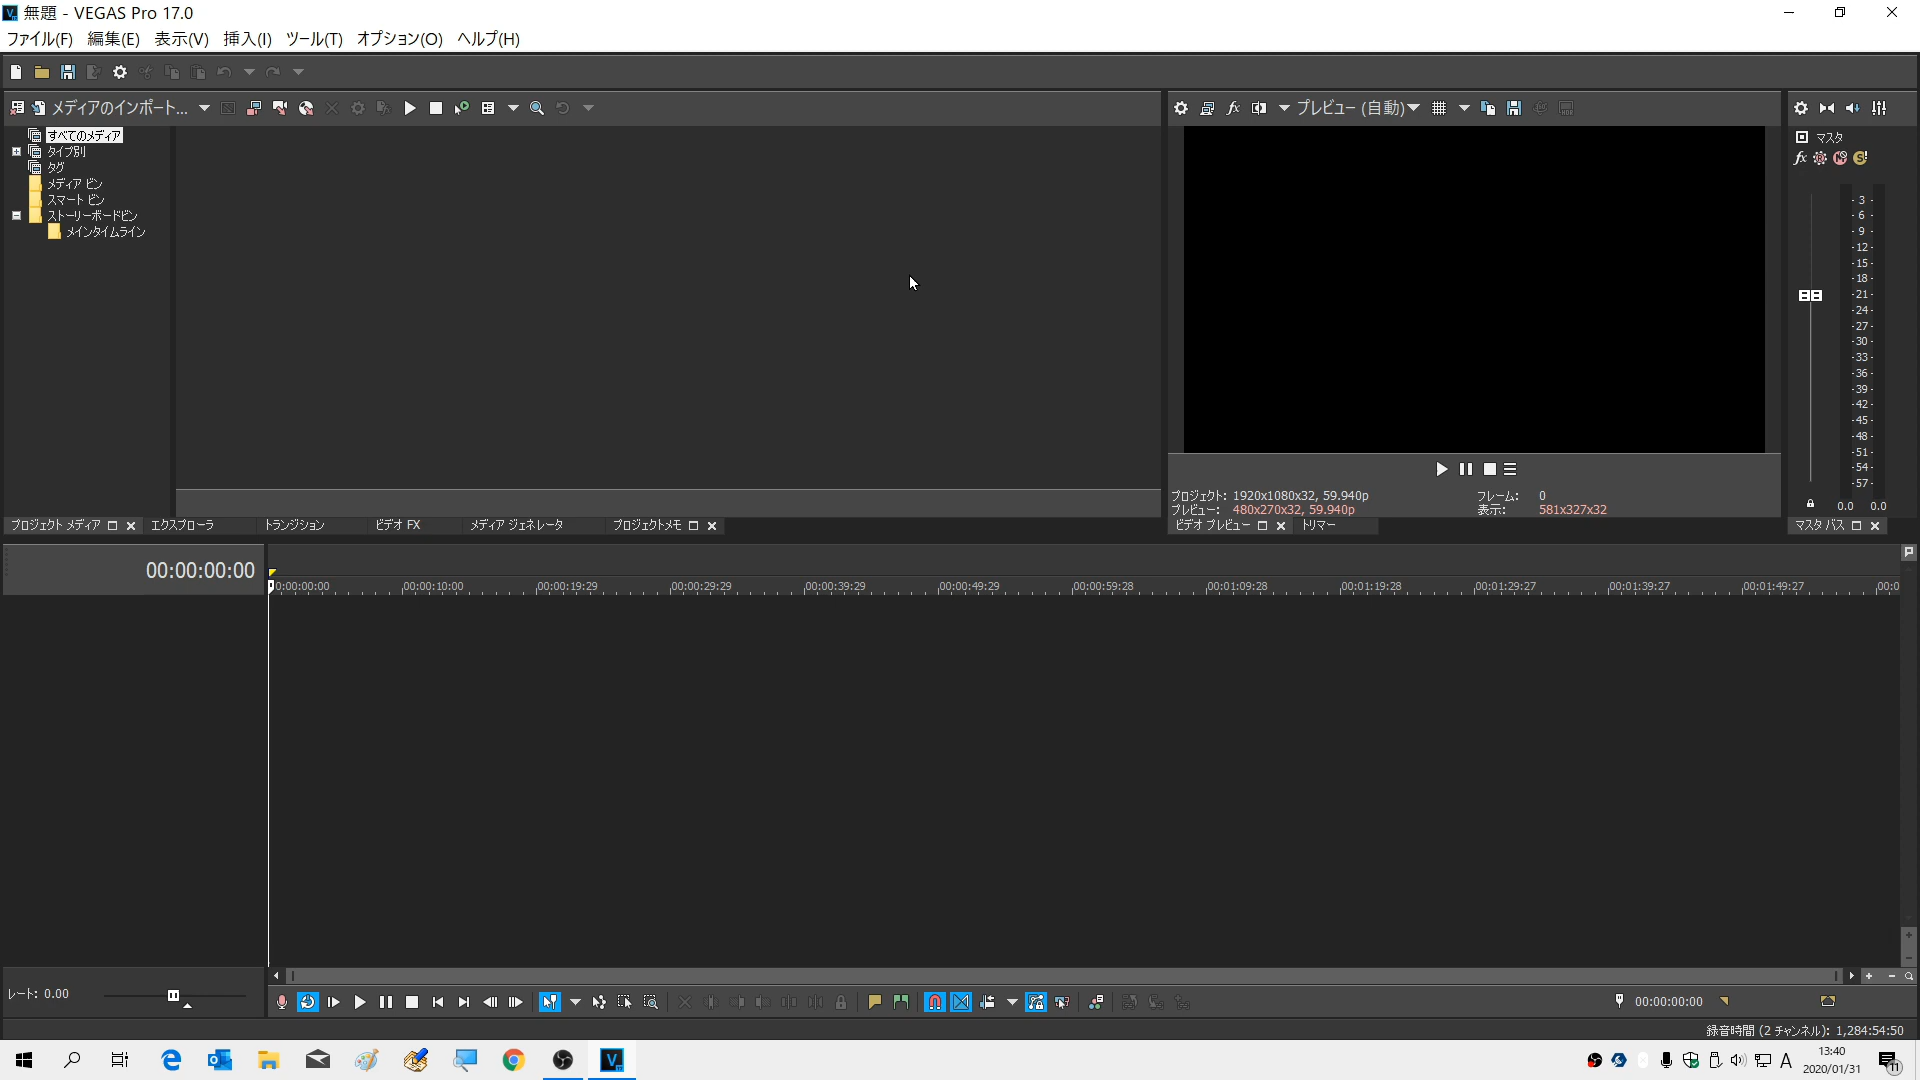 無題 - VEGAS Pro 17.0
ファイル(F) 編集(E) 表示(V) 挿入(I) ツール(T) オプション(O) ヘルプ(H)
メディアのインポート... プレビュー (自動)
すべてのメディア
タイプ別
タグ
メディア ビン
スマート ビン
ストーリーボードビン
メインタイムライン
マスタ
-3-
-6-
-9-
-12-
-15-
-18-
-21-
-24-
-27-
-30-
-33-
-36-
-39-
-42-
-45-
-48-
-51-
-54-
-57-
0.0 0.0
プロジェクト: 1920x1080x32, 59.940p フレーム: 0
プレビュー: 480x270x32, 59.940p 表示: 581x327x32
プロジェクト メディア エクスプローラ トランジション ビデオ FX メディア ジェネレータ プロジェクトメモ ビデオ プレビュー トリマー マスタ バス
00:00:00:00
0:00:00:00 00:00:10:00 00:00:19:29 00:00:29:29 00:00:39:29 00:00:49:29 00:00:59:28 00:01:09:28 00:01:19:28 00:01:29:27 00:01:39:27 00:01:49:27 00:0
レート: 0.00
00:00:00:00
録音時間 (2 チャンネル): 1,284:54:50
A 13:40
2020/01/31
11